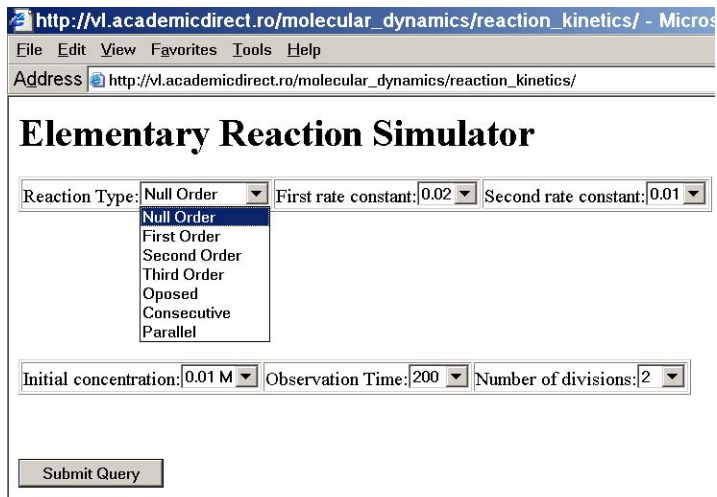 http://vl.academicdirect.ro/molecular_dynamics/reaction_kinetics/ - Micros
File Edit View Favorites Tools Help
Address http://vl.academicdirect.ro/molecular_dynamics/reaction_kinetics/
Elementary Reaction Simulator
Reaction Type: Null Order First rate constant: 0.02 Second rate constant: 0.01
Null Order
First Order
Second Order
Third Order
Oposed
Consecutive
Parallel
Initial concentration: 0.01 M Observation Time: 200 Number of divisions: 2
Submit Query